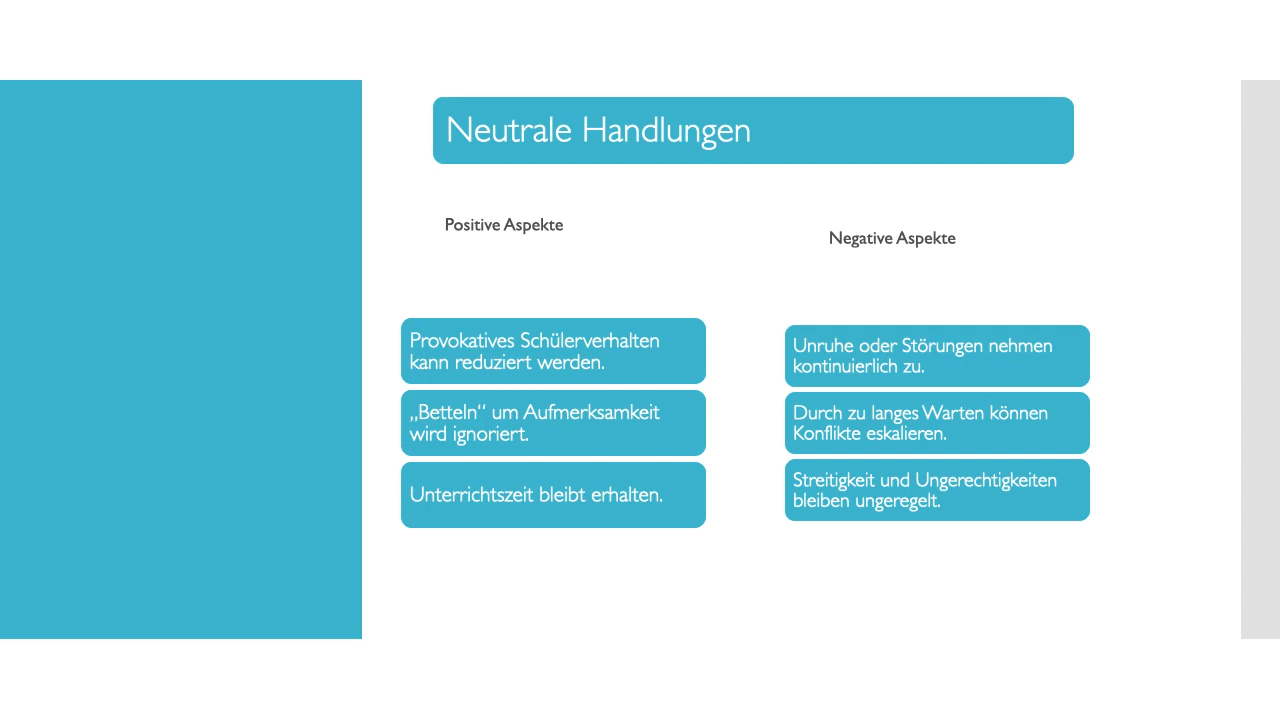 Neutrale Handlungen
Positive Aspekte
Provokatives Schülerverhalten
kann reduziert werden.
„Betteln“ um Aufmerksamkeit
wird ignoriert.
Unterrichtszeit bleibt erhalten.
Negative Aspekte
Unruhe oder Störungen nehmen
kontinuierlich zu.
Durch zu langes Warten können
Konflikte eskalieren.
Streitigkeit und Ungerechtigkeiten
bleiben ungeregelt.